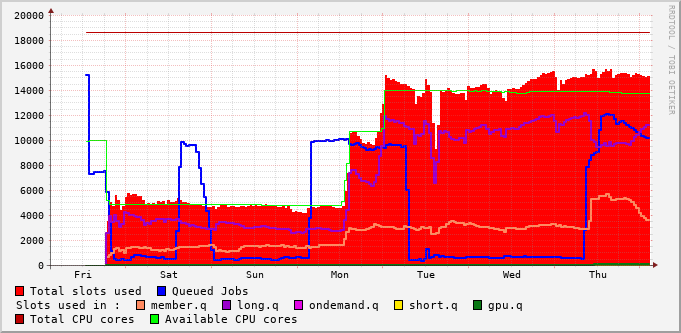 20000
18000
16000
14000
12000
10000
8000
6000
4000
2000
0
Fri Sat Sun Mon Tue Wed Thu
Total slots used Queued Jobs
Slots used in : member.q long.q ondemand.q short.q gpu.q
Total CPU cores Available CPU cores
RRDTOOL / TOBI OETIKER